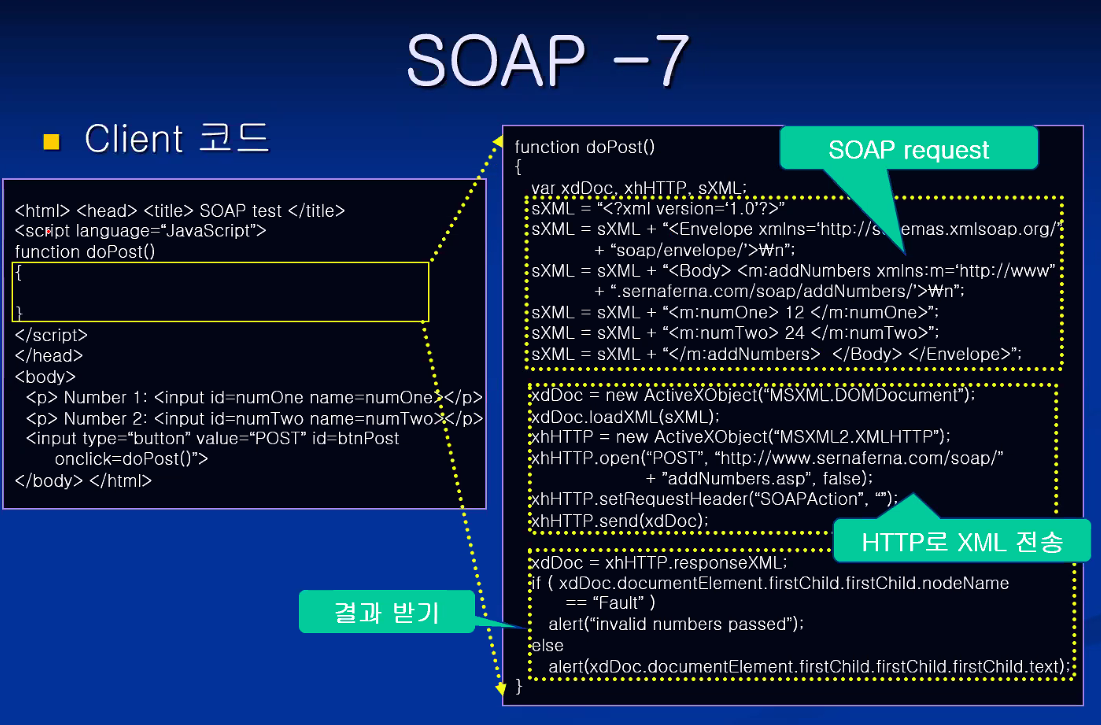 SOAP -7
■ Client 코드
<html> <head> <title> SOAP test </title>
<script language=“JavaScript”>
function doPost()
{
}
</script>
</head>
<body>
<p> Number 1: <input id=numOne name=numOne></p>
<p> Number 2: <input id=numTwo name=numTwo></p>
<input type=“button” value=“POST” id=btnPost
onclick=doPost()”>
</body> </html>
function doPost()
{
var xdDoc, xhHTTP, sXML;
SOAP request
sXML = “<?xml version=‘1.0’?>”
sXML = sXML + “<Envelope xmlns=‘http://schemas.xmlsoap.org/”
+ “soap/envelope/’>₩n”;
sXML = sXML + “<Body> <m:addNumbers xmlns:m=‘http://www”
+ “.sernaferna.com/soap/addNumbers/’>₩n”;
sXML = sXML + “<m:numOne> 12 </m:numOne>”;
sXML = sXML + “<m:numTwo> 24 </m:numTwo>”;
sXML = sXML + “</m:addNumbers>  </Body> </Envelope>”;
xdDoc = new ActiveXObject(“MSXML.DOMDocument”);
xdDoc.loadXML(sXML);
xhHTTP = new ActiveXObject(“MSXML2.XMLHTTP”);
xhHTTP.open(“POST”, “http://www.sernaferna.com/soap/”
+ ”addNumbers.asp”, false);
xhHTTP.setRequestHeader(“SOAPAction”, “”);
xhHTTP.send(xdDoc);
HTTP로 XML 전송
xdDoc = xhHTTP.responseXML;
if ( xdDoc.documentElement.firstChild.firstChild.nodeName
== “Fault” )
alert(“invalid numbers passed”);
else
alert(xdDoc.documentElement.firstChild.firstChild.firstChild.text);
}
결과 받기